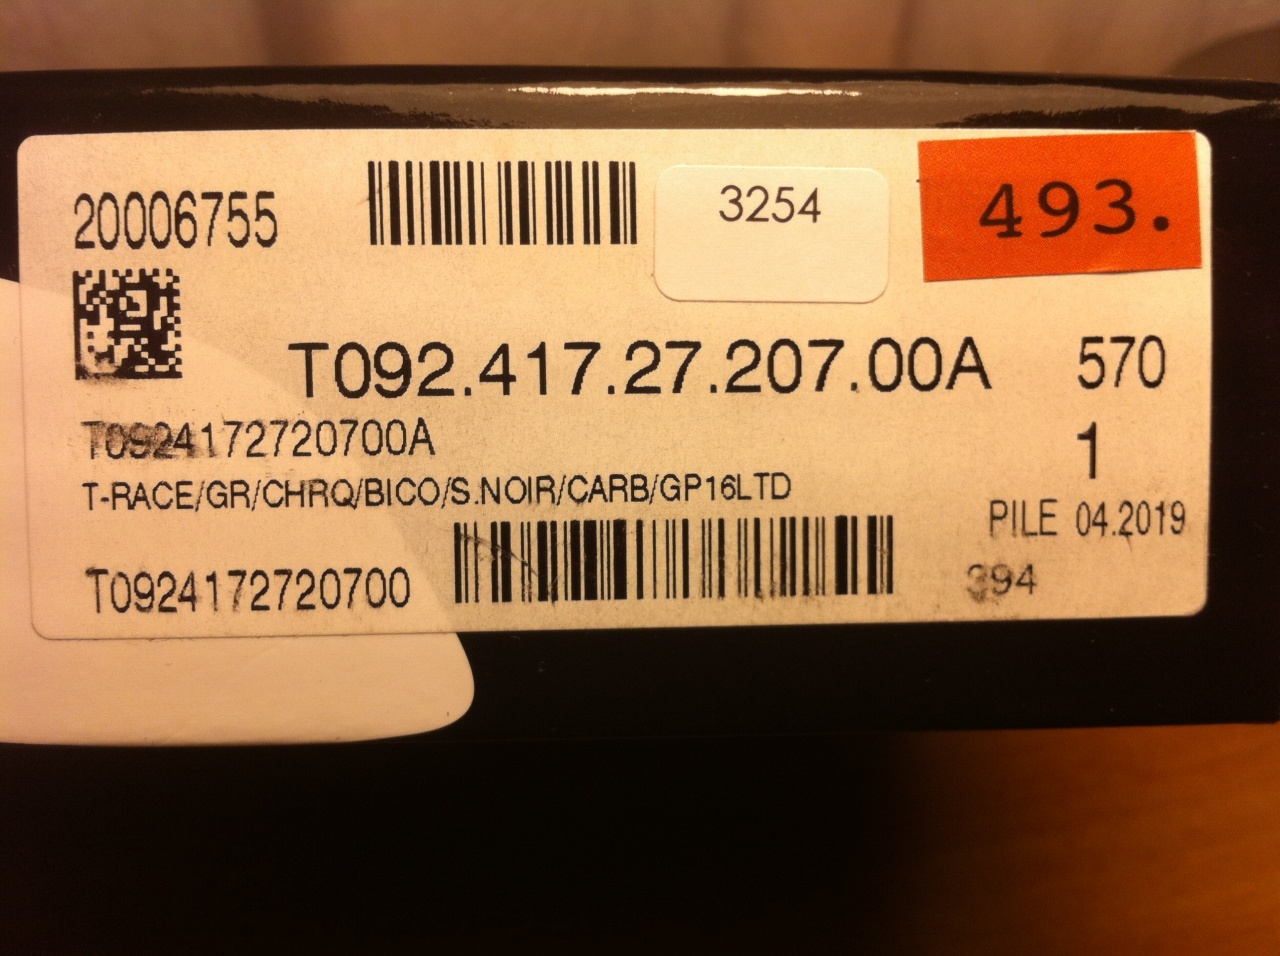 20006755
3254
493.
T092.417.27.207.00A 570
T0924172720700A 1
T-RACE/GR/CHRQ/BICO/S.NOIR/CARB/GP16LTD
PILE 04.2019
T0924172720700 394